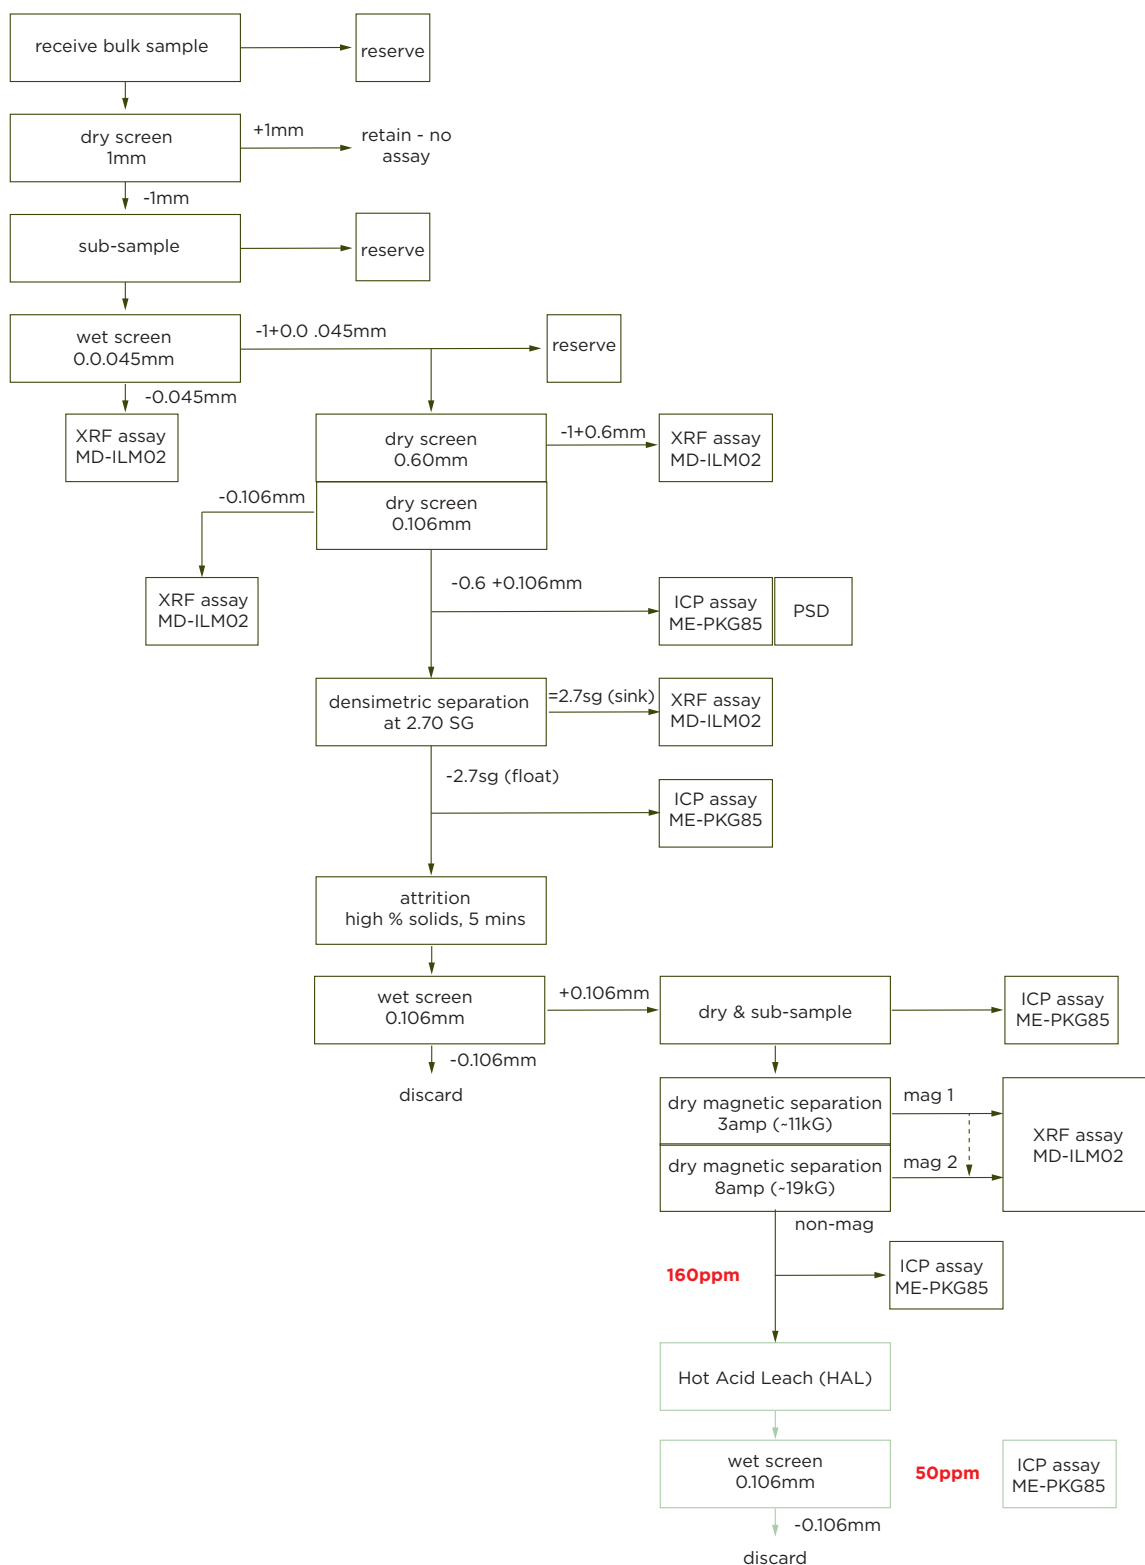 receive bulk sample
reserve
dry screen
1mm
+1mm
retain - no
assay
-1mm
sub-sample
reserve
wet screen
0.0.045mm
-1+0.0 .045mm
reserve
-0.045mm
XRF assay
MD-ILM02
dry screen
0.60mm
-1+0.6mm
XRF assay
MD-ILM02
-0.106mm
dry screen
0.106mm
XRF assay
MD-ILM02
-0.6 +0.106mm
ICP assay
ME-PKG85
PSD
densimetric separation
at 2.70 SG
=2.7sg (sink)
XRF assay
MD-ILM02
-2.7sg (float)
ICP assay
ME-PKG85
attrition
high % solids, 5 mins
wet screen
0.106mm
+0.106mm
dry & sub-sample
ICP assay
ME-PKG85
-0.106mm
discard
dry magnetic separation
3amp (~11kG)
mag 1
XRF assay
MD-ILM02
dry magnetic separation
8amp (~19kG)
mag 2
non-mag
160ppm
ICP assay
ME-PKG85
Hot Acid Leach (HAL)
wet screen
0.106mm
50ppm
ICP assay
ME-PKG85
-0.106mm
discard